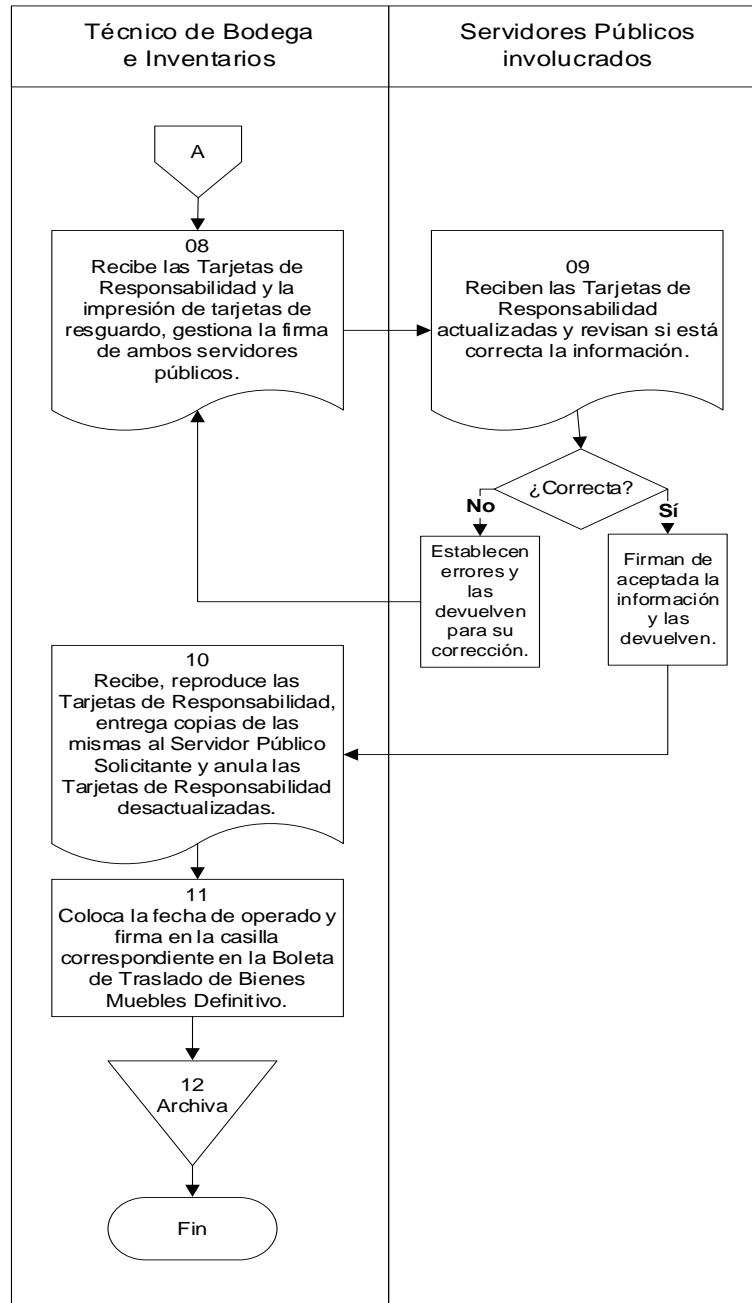 Técnico de Bodega
e Inventarios
Servidores Públicos
involucrados
A
08
Recibe las Tarjetas de
Responsabilidad y la
impresión de tarjetas de
resguardo, gestiona la firma
de ambos servidores
públicos.
09
Reciben las Tarjetas de
Responsabilidad
actualizadas y revisan si está
correcta la información.
¿Correcta?
No
Sí
Establecen
errores y
las
devuelven
para su
corrección.
Firman de
aceptada la
información
y las
devuelven.
10
Recibe, reproduce las
Tarjetas de Responsabilidad,
entrega copias de las
mismas al Servidor Público
Solicitante y anula las
Tarjetas de Responsabilidad
desactualizadas.
11
Coloca la fecha de operado y
firma en la casilla
correspondiente en la Boleta
de Traslado de Bienes
Muebles Definitivo.
12
Archiva
Fin